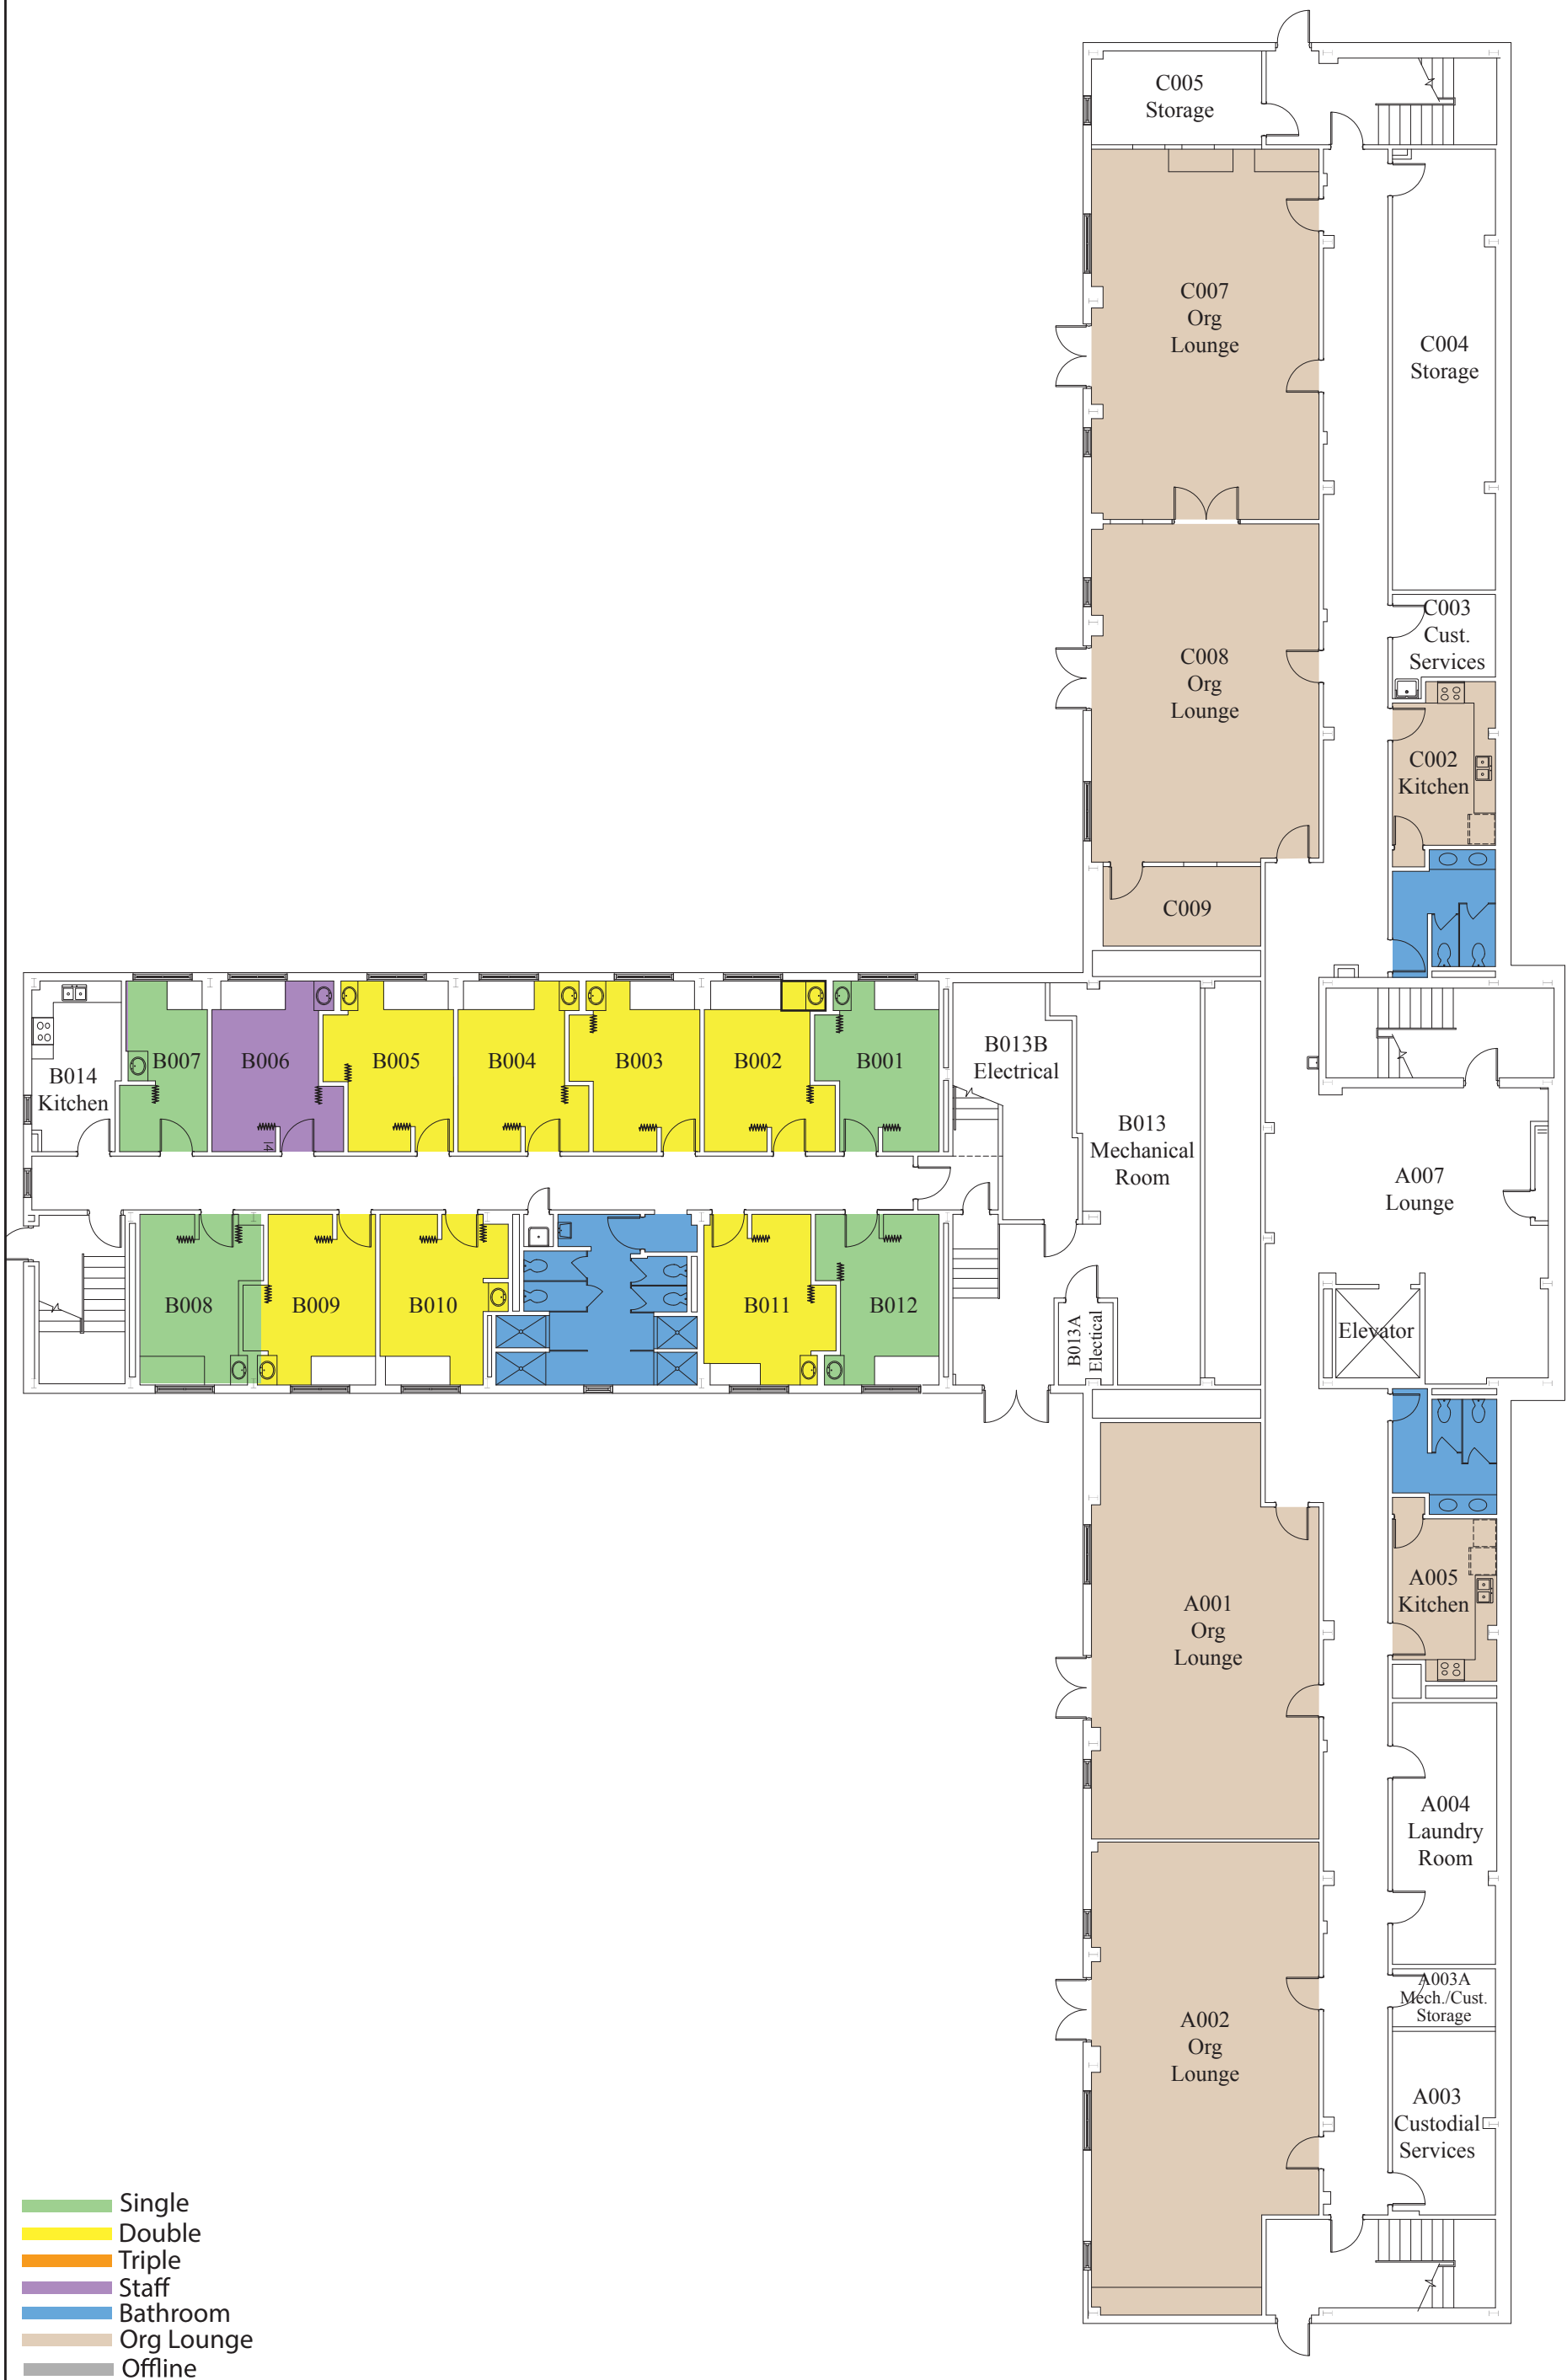 C005
Storage
C007
Org
Lounge
C004
Storage
C003
Cust.
Services
C008
Org
Lounge
C002
Kitchen
C009
B014
Kitchen
B007
B006
B005
B004
B003
B002
B001
B013B
Electrical
B013
Mechanical
Room
A007
Lounge
B008
B009
B010
B011
B012
B013A
Electical
Elevator
A005
Kitchen
A001
Org
Lounge
A004
Laundry
Room
A003A
Mech./Cust.
Storage
A002
Org
Lounge
A003
Custodial
Services
Single
Double
Triple
Staff
Bathroom
Org Lounge
Offline